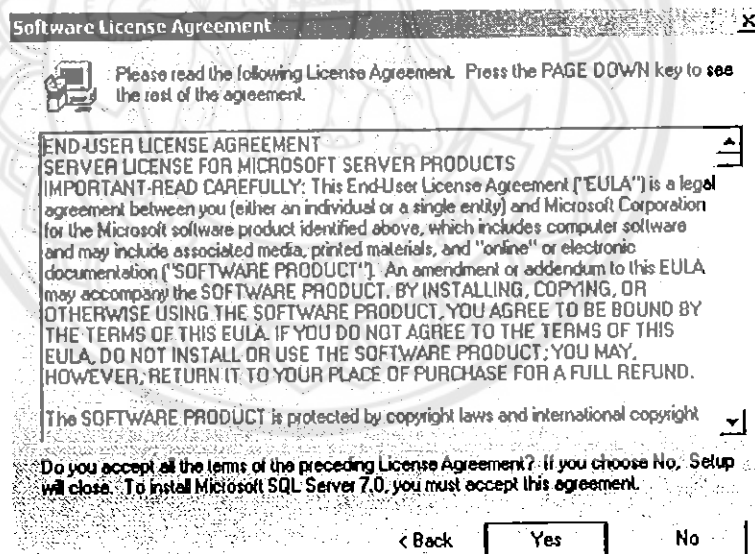 Software License Agreement
Please read the following License Agreement. Press the PAGE DOWN key to see
the rest of the agreement.
END-USER LICENSE AGREEMENT
SERVER LICENSE FOR MICROSOFT SERVER PRODUCTS
IMPORTANT-READ CAREFULLY: This End-User License Agreement ("EULA") is a legal
agreement between you (either an individual or a single entity) and Microsoft Corporation
for the Microsoft software product identified above, which includes computer software
and may include associated media, printed materials, and "online" or electronic
documentation ("SOFTWARE PRODUCT"). An amendment or addendum to this EULA
may accompany the SOFTWARE PRODUCT. BY INSTALLING, COPYING, OR
OTHERWISE USING THE SOFTWARE PRODUCT, YOU AGREE TO BE BOUND BY
THE TERMS OF THIS EULA. IF YOU DO NOT AGREE TO THE TERMS OF THIS
EULA, DO NOT INSTALL OR USE THE SOFTWARE PRODUCT; YOU MAY,
HOWEVER, RETURN IT TO YOUR PLACE OF PURCHASE FOR A FULL REFUND.
The SOFTWARE PRODUCT is protected by copyright laws and international copyright
Do you accept all the terms of the preceding License Agreement? If you choose No, Setup
will close. To install Microsoft SQL Server 7.0, you must accept this agreement.
< Back Yes No